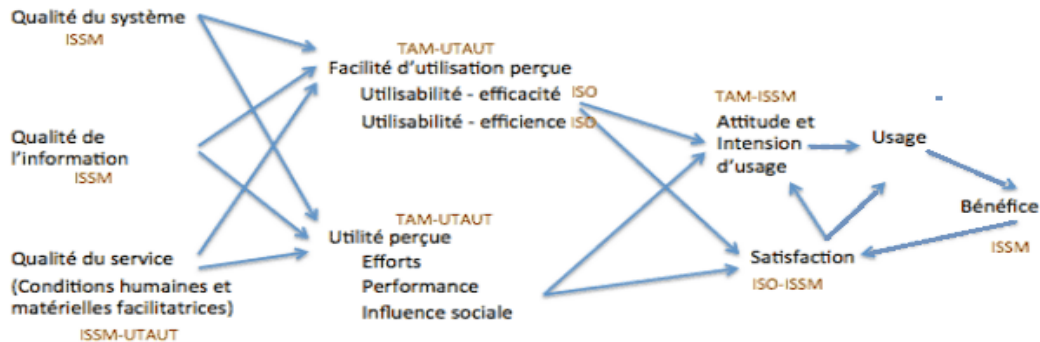 Qualité du système
ISSM
Qualité de
l'information
ISSM
Qualité du service
(Conditions humaines et
matérielles facilitatrices)
ISSM-UTAUT
TAM-UTAUT
Facilité d'utilisation perçue
Utilisabilité - efficacité ISO
Utilisabilité - efficience ISO
TAM-UTAUT
Utilité perçue
Efforts
Performance
Influence sociale
TAM-ISSM
Attitude et
Intension
d'usage
Usage
Satisfaction
ISO-ISSM
Bénéfice
ISSM